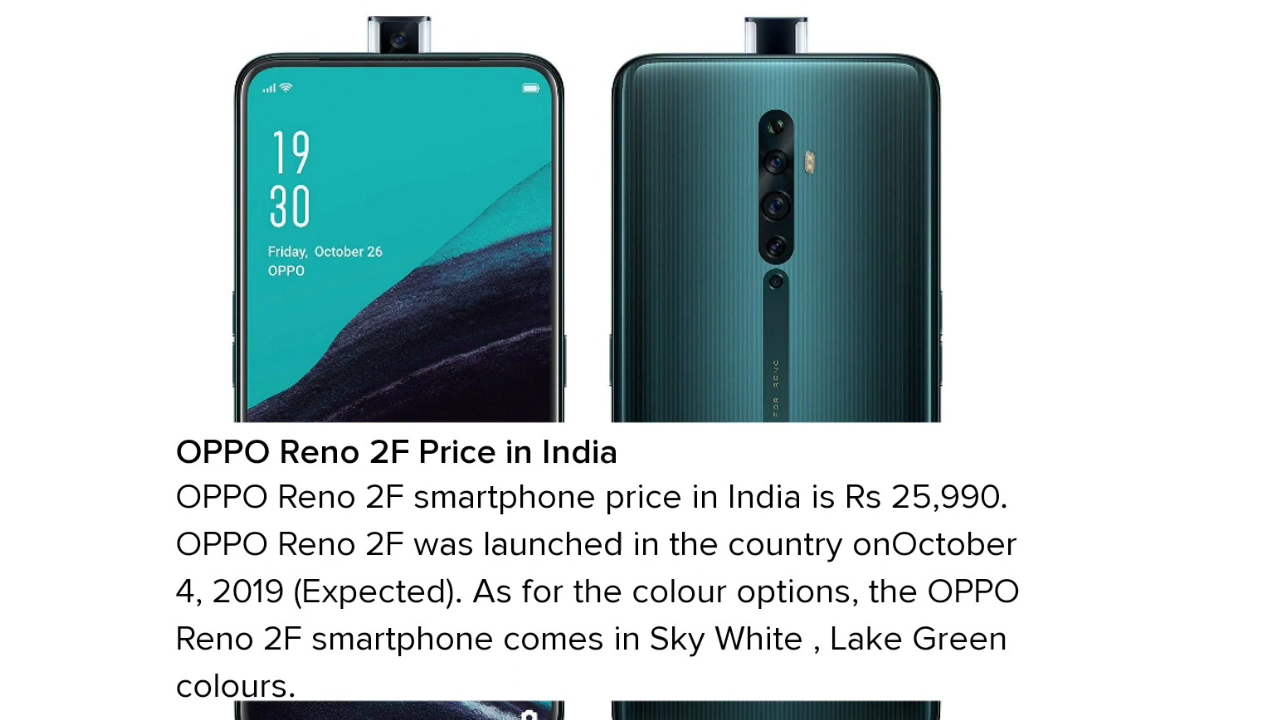 19
30
Friday, October 26
OPPO
FOR RENO
OPPO Reno 2F Price in India
OPPO Reno 2F smartphone price in India is Rs 25,990.
OPPO Reno 2F was launched in the country onOctober
4, 2019 (Expected). As for the colour options, the OPPO
Reno 2F smartphone comes in Sky White , Lake Green
colours.